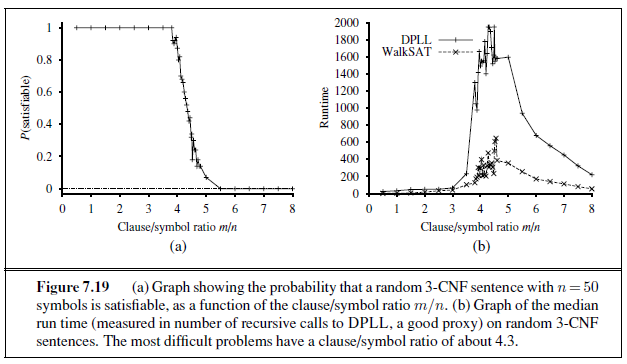 1
0.8
0.6
0.4
0.2
0
P(satisfiable)
0 1 2 3 4 5 6 7 8
Clause/symbol ratio m/n
(a)
2000
1800
1600
1400
1200
1000
800
600
400
200
0
Runtime
DPLL
WalkSAT
0 1 2 3 4 5 6 7 8
Clause/symbol ratio m/n
(b)
Figure 7.19 (a) Graph showing the probability that a random 3-CNF sentence with n = 50
symbols is satisfiable, as a function of the clause/symbol ratio m/n. (b) Graph of the median
run time (measured in number of recursive calls to DPLL, a good proxy) on random 3-CNF
sentences. The most difficult problems have a clause/symbol ratio of about 4.3.